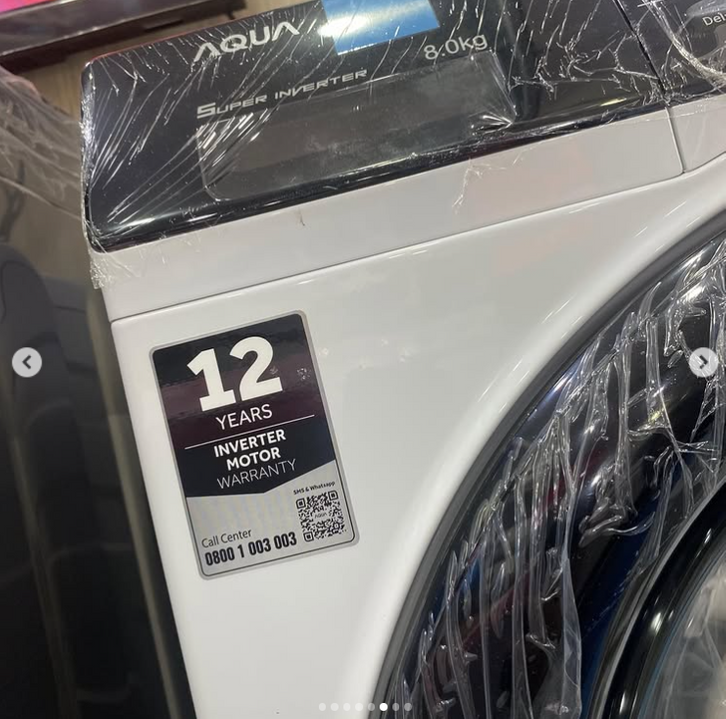 AQUA
8.0kg
SUPER INVERTER
12
YEARS
INVERTER
MOTOR
WARRANTY
SMS & Whatsapp
Call Center
0800 1 003 003